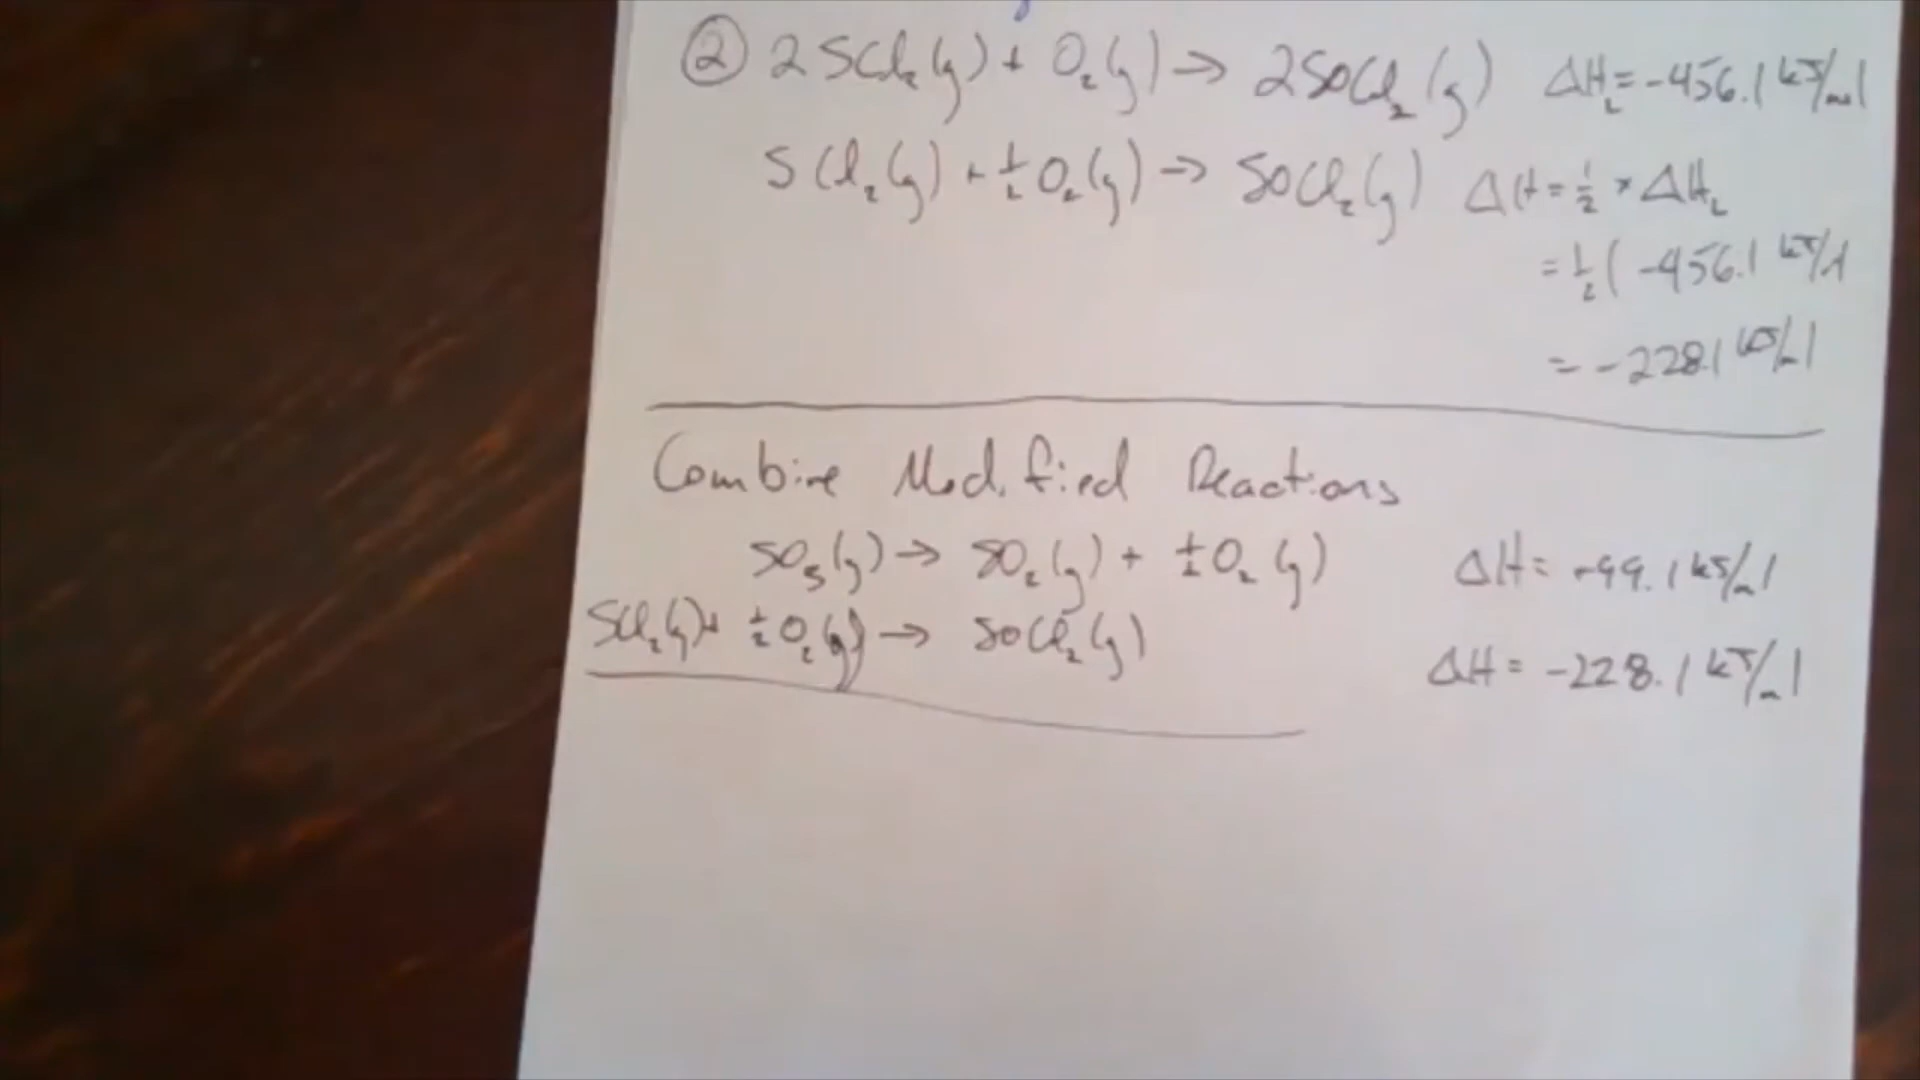 ② 2SCl₂(g) + O₂(g) → 2SOCl₂(g) ΔH₂ = -456.1 kJ/mol
SCl₂(g) + ½O₂(g) → SOCl₂(g) ΔH = ½ × ΔH₂
= ½(-456.1 kJ/mol
= -228.1 kJ/mol
Combine Modified Reactions
SO₃(g) → SO₂(g) + ½O₂(g) ΔH = -99.1 kJ/mol
SCl₂(g) + ½O₂(g) → SOCl₂(g) ΔH = -228.1 kJ/mol